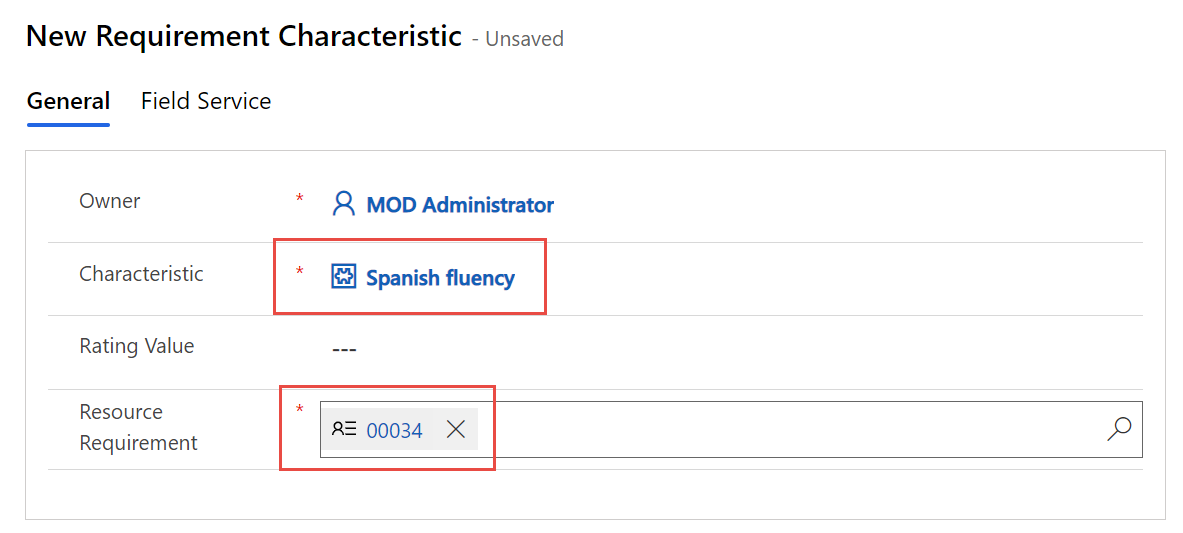 New Requirement Characteristic - Unsaved
General Field Service
Owner * MOD Administrator
Characteristic * Spanish fluency
Rating Value ---
Resource
Requirement * 00034